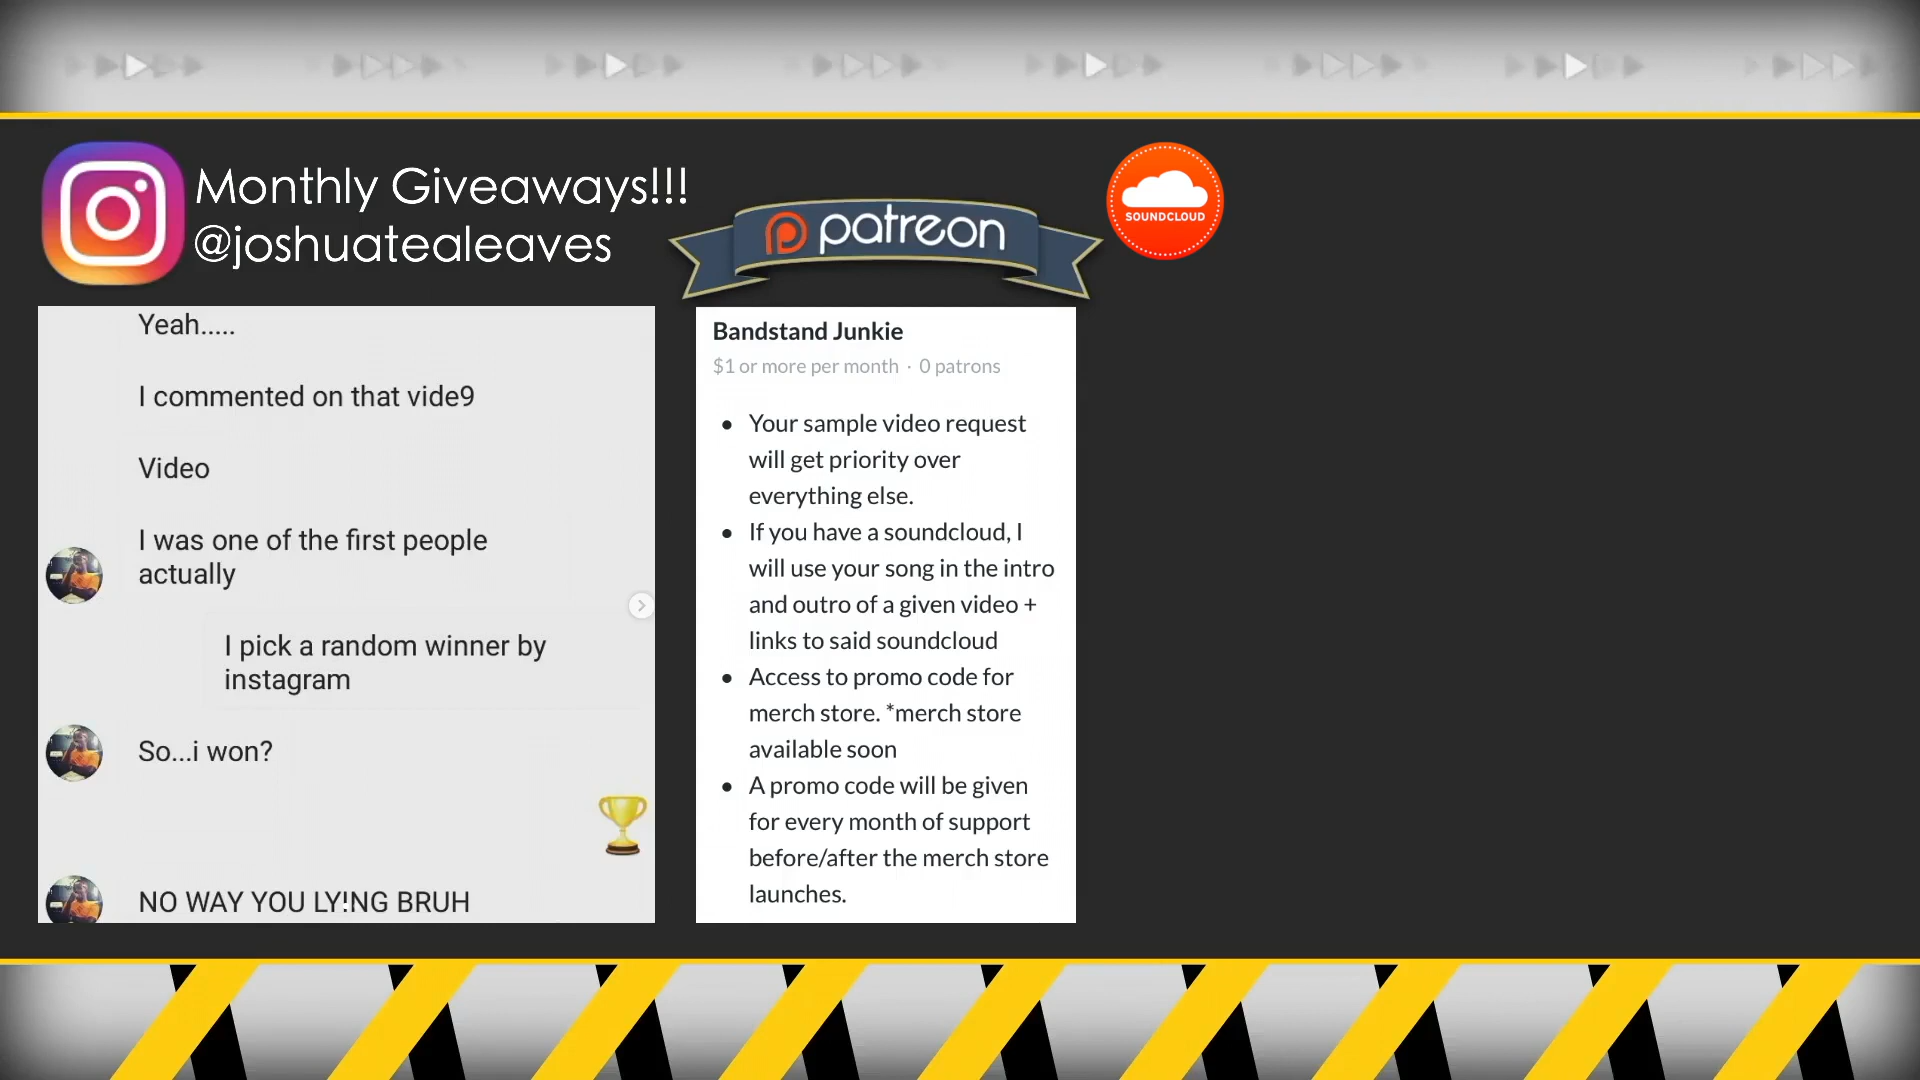 Monthly Giveaways!!!
@joshuatealeaves
Yeah.....
I commented on that vide9
Video
I was one of the first people
actually
I pick a random winner by
instagram
So...i won?
NO WAY YOU LY!NG BRUH
patreon
Bandstand Junkie
$1 or more per month · 0 patrons
• Your sample video request
will get priority over
everything else.
• If you have a soundcloud, I
will use your song in the intro
and outro of a given video +
links to said soundcloud
• Access to promo code for
merch store. *merch store
available soon
• A promo code will be given
for every month of support
before/after the merch store
launches.
SOUNDCLOUD